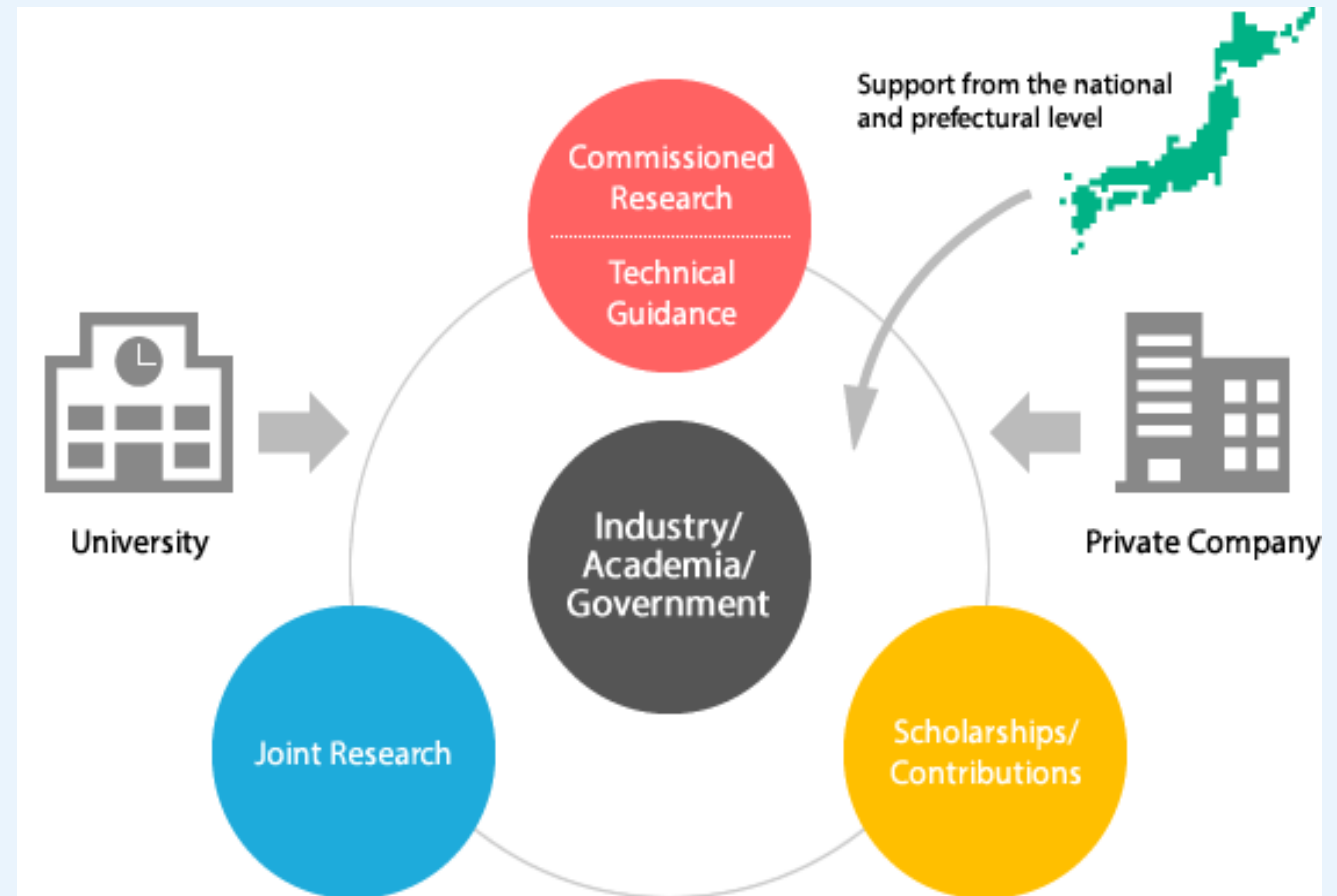 Support from the national
and prefectural level
Commissioned
Research
Technical
Guidance
University
Private Company
Industry/
Academia/
Government
Joint Research
Scholarships/
Contributions